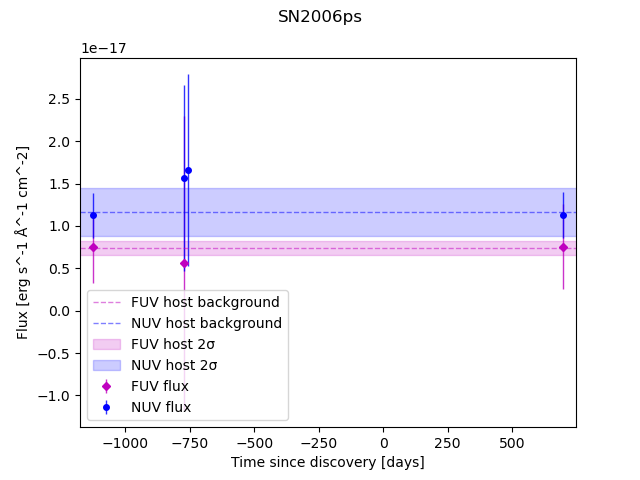 SN2006ps
1e−17
2.5
2.0
1.5
1.0
0.5
0.0
−0.5
−1.0
Flux [erg s^-1 Å^-1 cm^-2]
FUV host background
NUV host background
FUV host 2σ
NUV host 2σ
FUV flux
NUV flux
−1000 −750 −500 −250 0 250 500
Time since discovery [days]